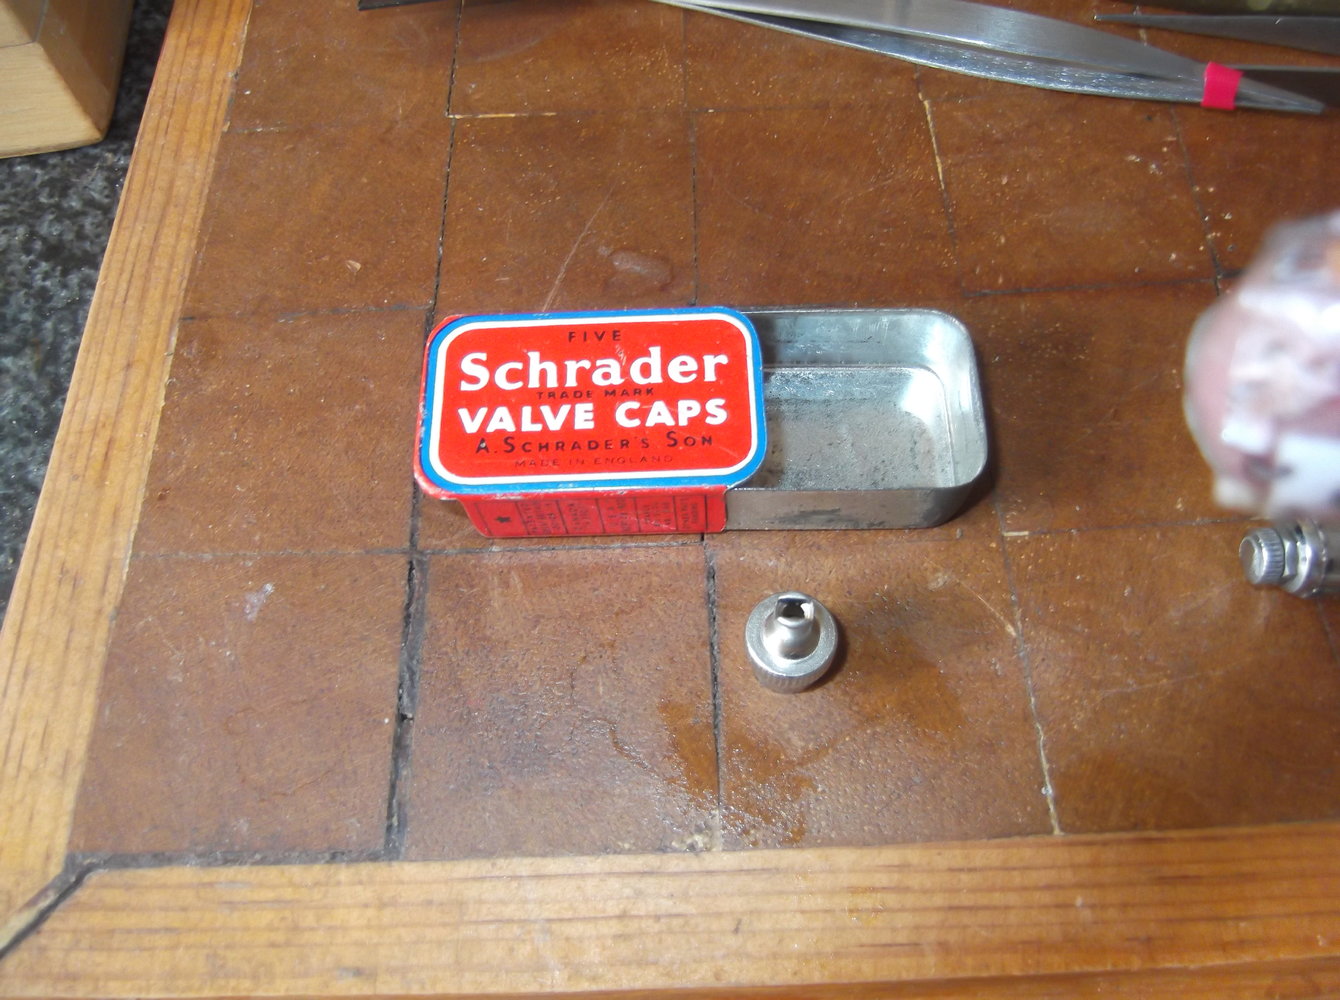 FIVE
Schrader
TRADE MARK
VALVE CAPS
A. SCHRADER'S SON
MADE IN ENGLAND